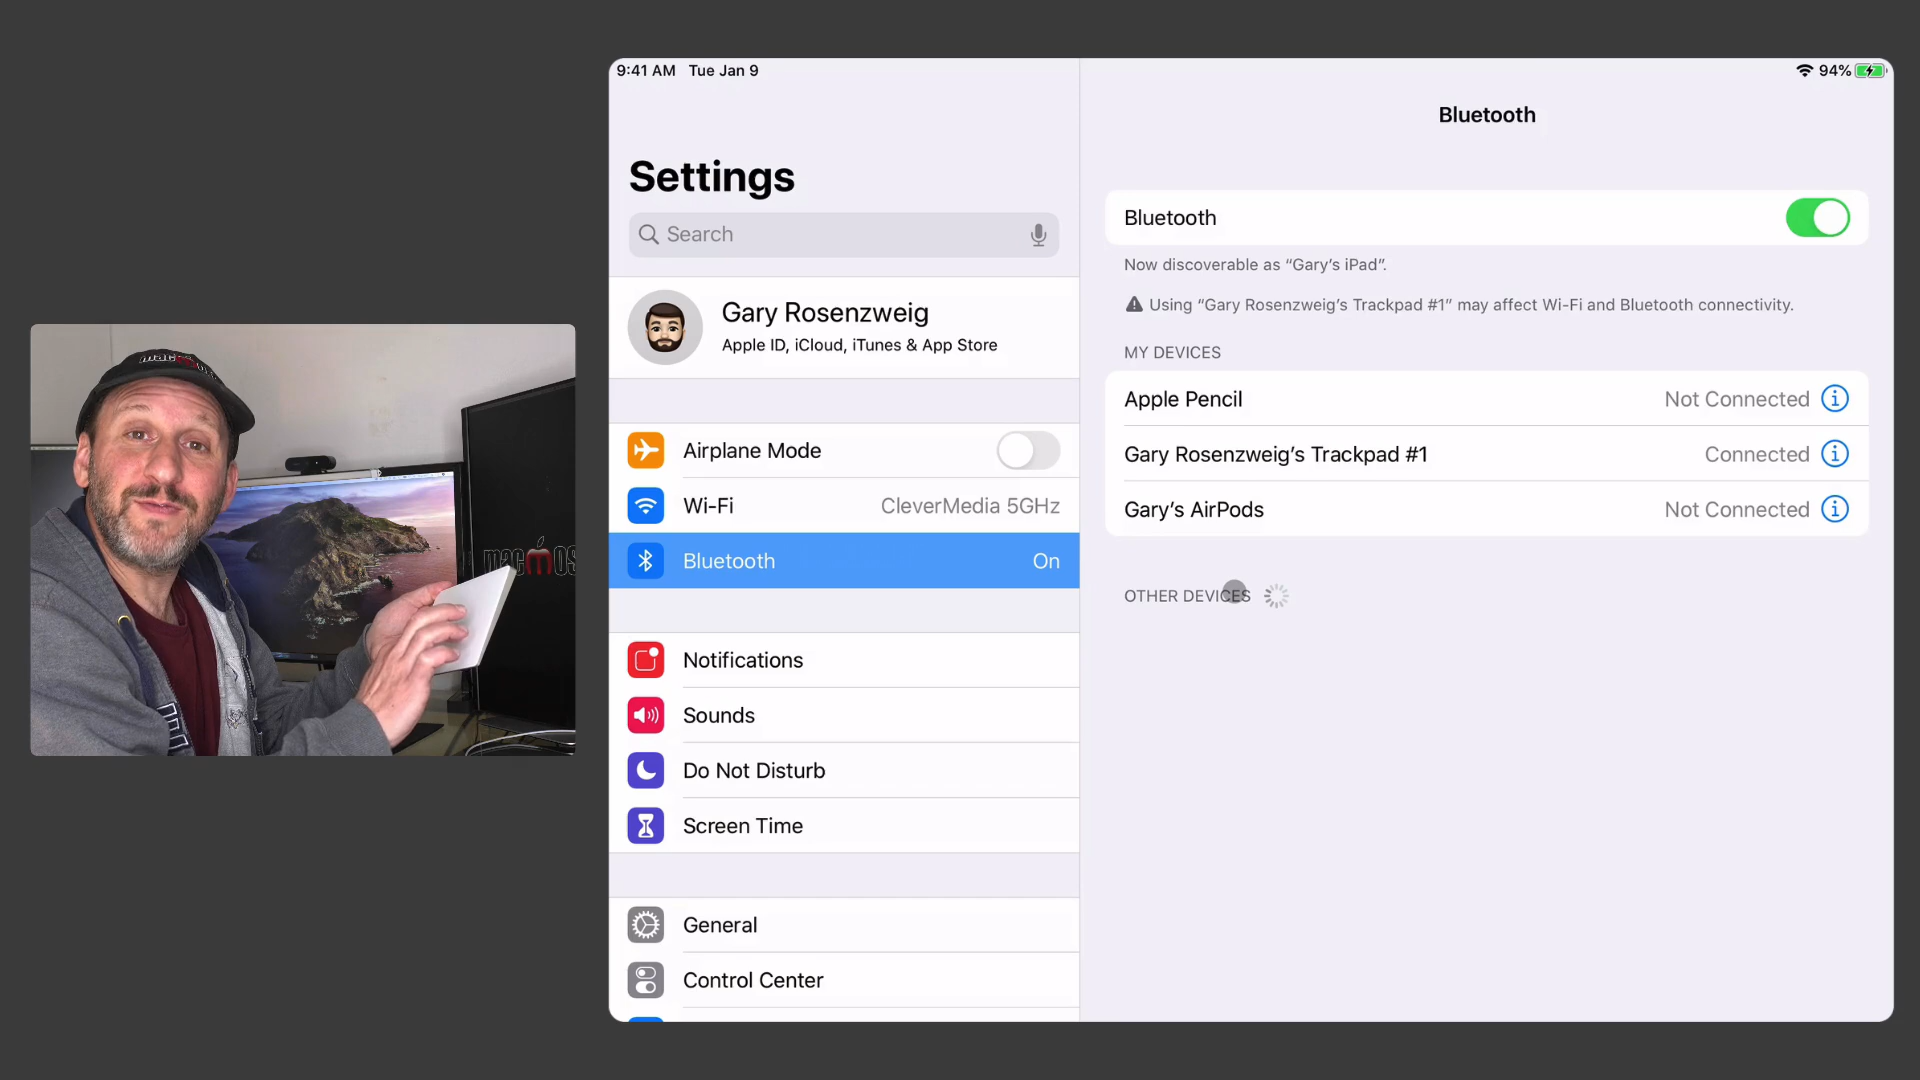 9:41 AM Tue Jan 9
94%
Settings
Search
Gary Rosenzweig
Apple ID, iCloud, iTunes & App Store
Airplane Mode
Wi-Fi CleverMedia 5GHz
Bluetooth On
Notifications
Sounds
Do Not Disturb
Screen Time
General
Control Center
Bluetooth
Bluetooth
Now discoverable as “Gary’s iPad”.
Using “Gary Rosenzweig’s Trackpad #1” may affect Wi-Fi and Bluetooth connectivity.
MY DEVICES
Apple Pencil Not Connected
Gary Rosenzweig’s Trackpad #1 Connected
Gary’s AirPods Not Connected
OTHER DEVICES